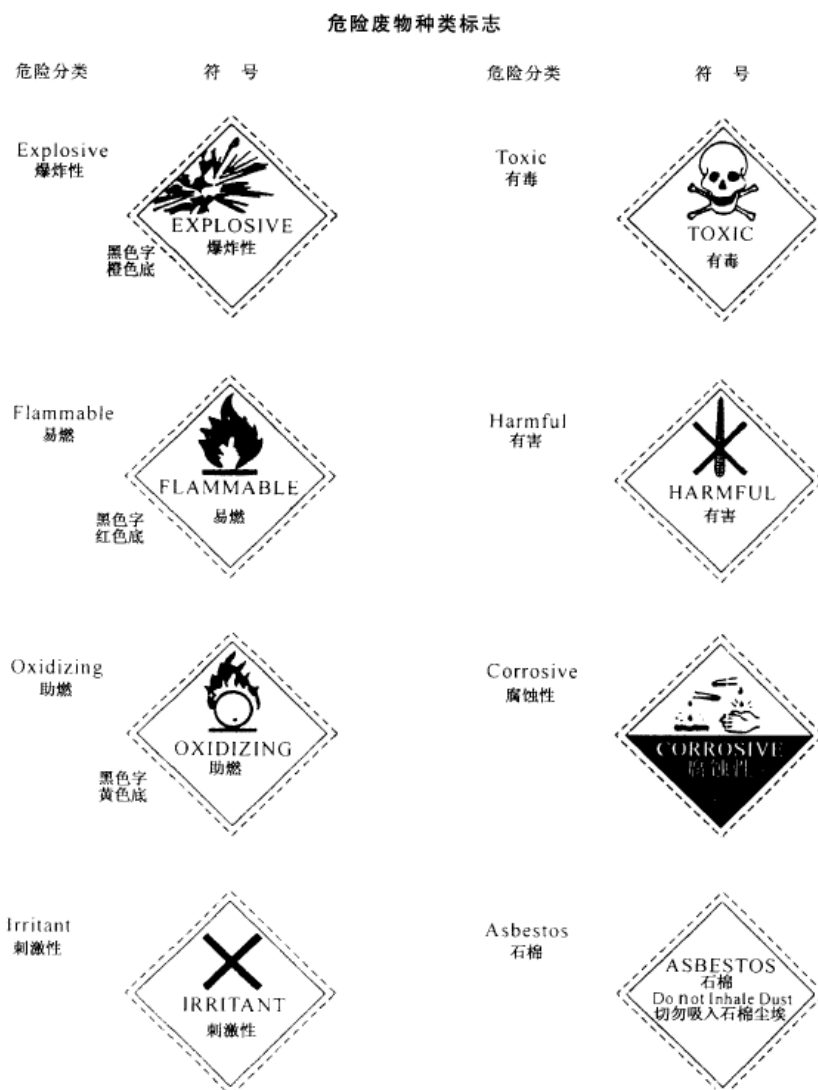 危险废物种类标志
危险分类 符 号 危险分类 符 号
Explosive
爆炸性
EXPLOSIVE
爆炸性
黑色字
橙色底
Toxic
有毒
TOXIC
有毒
Flammable
易燃
FLAMMABLE
易燃
黑色字
红色底
Harmful
有害
HARMFUL
有害
Oxidizing
助燃
OXIDIZING
助燃
黑色字
黄色底
Corrosive
腐蚀性
CORROSIVE
腐蚀性
Irritant
刺激性
IRRITANT
刺激性
Asbestos
石棉
ASBESTOS
石棉
Do not Inhale Dust
切勿吸入石棉尘埃